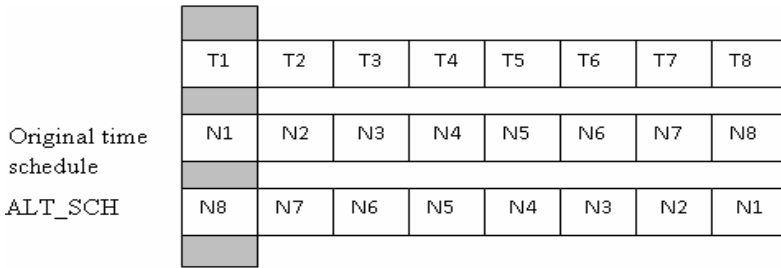 T1 T2 T3 T4 T5 T6 T7 T8
Original time schedule N1 N2 N3 N4 N5 N6 N7 N8
ALT_SCH N8 N7 N6 N5 N4 N3 N2 N1